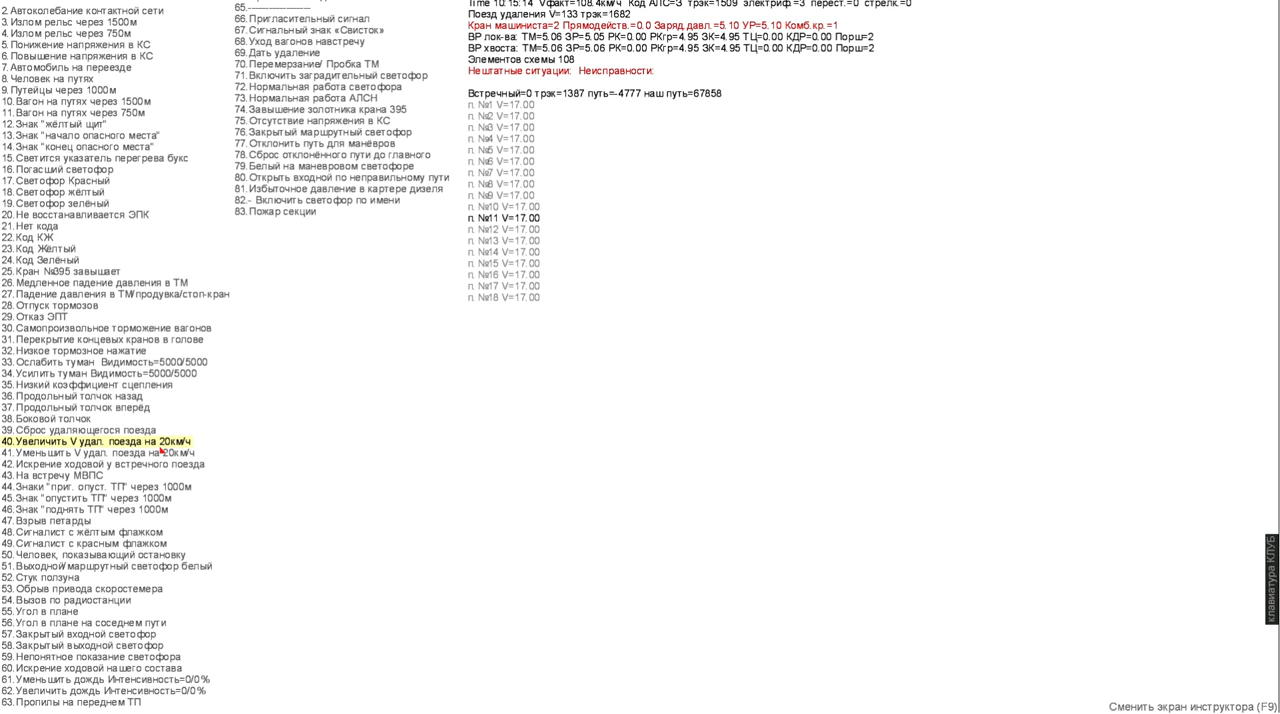 2. Автоколебание контактной сети
3. Излом рельс через 1500м
4. Излом рельс через 750м
5. Понижение напряжения в КС
6. Повышение напряжения в КС
7. Автомобиль на переезде
8. Человек на путях
9. Путейцы через 1000м
10. Вагон на путях через 1500м
11. Вагон на путях через 750м
12. Знак "жёлтый щит"
13. Знак "начало опасного места"
14. Знак "конец опасного места"
15. Светится указатель перегрева букс
16. Погасший светофор
17. Светофор Красный
18. Светофор жёлтый
19. Светофор зелёный
20. Не восстанавливается ЭПК
21. Нет кода
22. Код КЖ
23. Код Жёлтый
24. Код Зелёный
25. Кран №395 завышает
26. Медленное падение давления в ТМ
27. Падение давления в ТМ/продувка/стоп-кран
28. Отпуск тормозов
29. Отказ ЭПТ
30. Самопроизвольное торможение вагонов
31. Перекрытие концевых кранов в голове
32. Низкое тормозное нажатие
33. Ослабить туман Видимость=5000/5000
34. Усилить туман Видимость=5000/5000
35. Низкий коэффициент сцепления
36. Продольный толчок назад
37. Продольный толчок вперёд
38. Боковой толчок
39. Сброс удаляющегося поезда
40. Увеличить V удал. поезда на 20км/ч
41. Уменьшить V удал. поезда на 20км/ч
42. Искрение ходовой у встречного поезда
43. На встречу МВПС
44. Знаки "приг. опуст. ТП" через 1000м
45. Знак "опустить ТП" через 1000м
46. Знак "поднять ТП" через 1000м
47. Взрыв петарды
48. Сигналист с жёлтым флажком
49. Сигналист с красным флажком
50. Человек, показывающий остановку
51. Выходной/маршрутный светофор белый
52. Стук ползуна
53. Обрыв привода скоростемера
54. Вызов по радиостанции
55. Угол в плане
56. Угол в плане на соседнем пути
57. Закрытый входной светофор
58. Закрытый выходной светофор
59. Непонятное показание светофора
60. Искрение ходовой нашего состава
61. Уменьшить дождь Интенсивность=0/0%
62. Увеличить дождь Интенсивность=0/0%
63. Пропилы на переднем ТП
65.--------------------
66. Пригласительный сигнал
67. Сигнальный знак «Свисток»
68. Уход вагонов навстречу
69. Дать удаление
70. Перемерзание/ Пробка ТМ
71. Включить заградительный светофор
72. Нормальная работа светофора
73. Нормальная работа АЛСН
74. Завышение золотника крана 395
75. Отсутствие напряжения в КС
76. Закрытый маршрутный светофор
77. Отклонить путь для манёвров
78. Сброс отклонённого пути до главного
79. Белый на маневровом светофоре
80. Открыть входной по неправильному пути
81. Избыточное давление в картере дизеля
82.- Включить светофор по имени
83. Пожар секции
Time 10:15:14 Vфакт=108.4км/ч Код АЛС=3 трэк=1509 электриф.=3 перест.=0 стрелк.=0
Поезд удаления V=133 трэк=1682
Кран машиниста=2 Прямодейств.=0.0 Заряд.давл.=5.10 УР=5.10 Комб.кр.=1
ВР лок-ва: ТМ=5.06 ЗР=5.05 РК=0.00 РКгр=4.95 ЗК=4.95 ТЦ=0.00 КДР=0.00 Порш=2
ВР хвоста: ТМ=5.06 ЗР=5.06 РК=0.00 РКгр=4.95 ЗК=4.95 ТЦ=0.00 КДР=0.00 Порш=2
Элементов схемы 108
Нештатные ситуации: Неисправности:
Встречный=0 трэк=1387 путь=-4777 наш путь=67858
п. №1 V=17.00
п. №2 V=17.00
п. №3 V=17.00
п. №4 V=17.00
п. №5 V=17.00
п. №6 V=17.00
п. №7 V=17.00
п. №8 V=17.00
п. №9 V=17.00
п. №10 V=17.00
п. №11 V=17.00
п. №12 V=17.00
п. №13 V=17.00
п. №14 V=17.00
п. №15 V=17.00
п. №16 V=17.00
п. №17 V=17.00
п. №18 V=17.00
клавиатура КЛУБ
Сменить экран инструктора (F9)